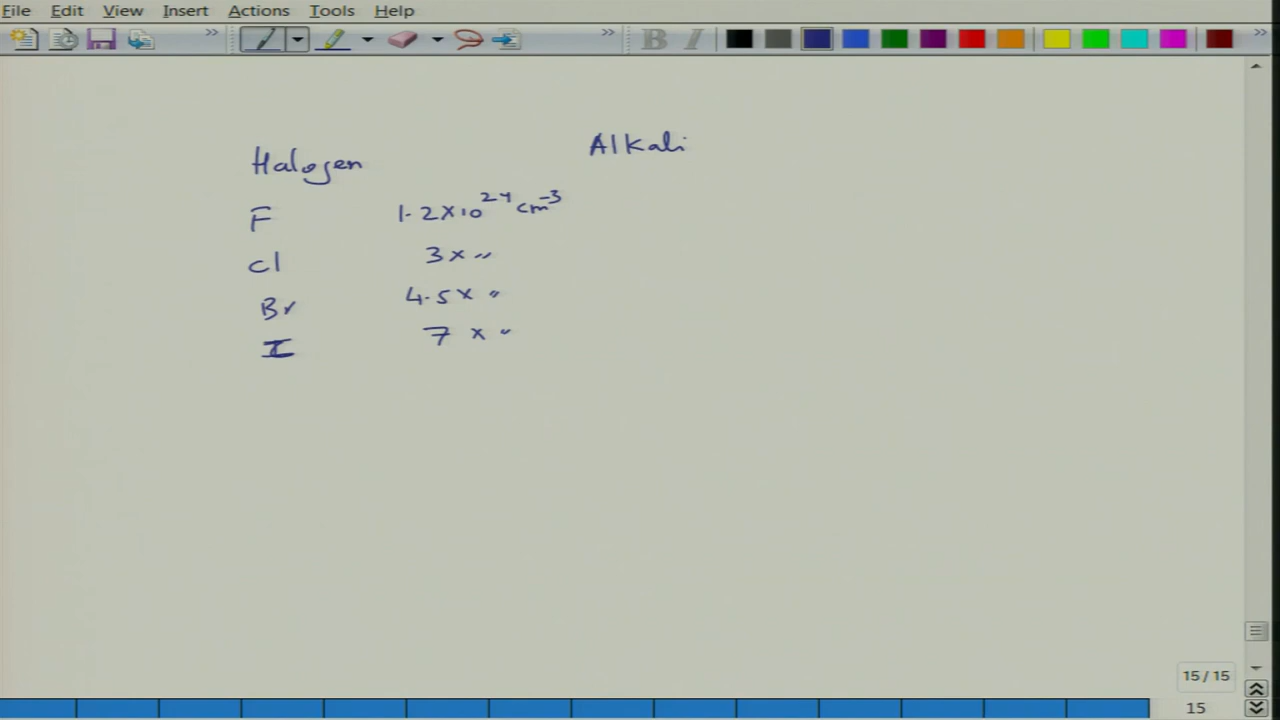 File Edit View Insert Actions Tools Help
B I
Alkali
Halogen
F 1.2×10²⁴ cm⁻³
Cl 3 × "
Br 4.5 × "
I 7 × "
15 / 15
15